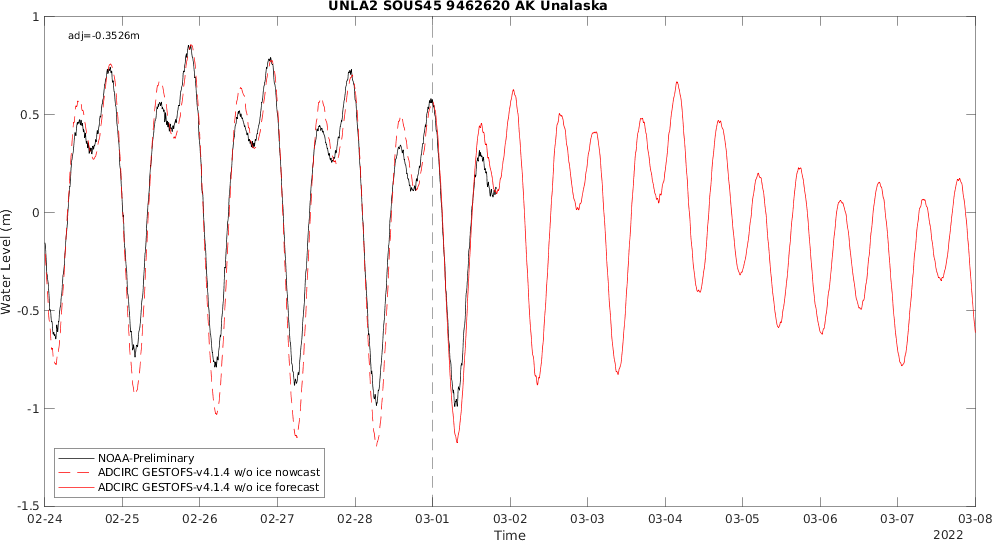 UNLA2 SOUS45 9462620 AK Unalaska
adj=-0.3526m
1
0.5
0
-0.5
-1
-1.5
Water Level (m)
NOAA-Preliminary
ADCIRC GESTOFS-v4.1.4 w/o ice nowcast
ADCIRC GESTOFS-v4.1.4 w/o ice forecast
02-24 02-25 02-26 02-27 02-28 03-01 03-02 03-03 03-04 03-05 03-06 03-07 03-08
Time
2022